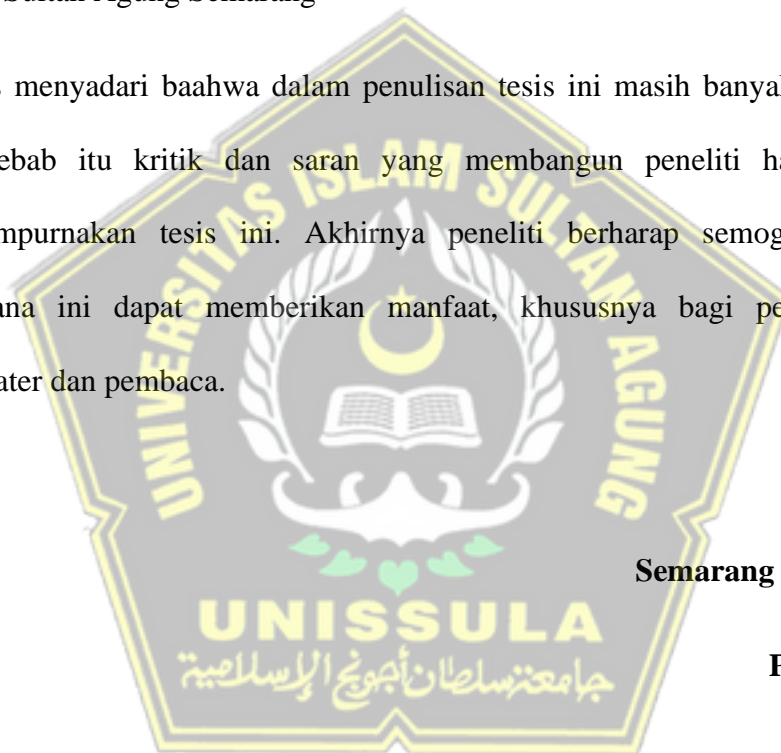 Sultan Agung Semarang
s menyadari baahwa dalam penulisan tesis ini masih banyak
ebab itu kritik dan saran yang membangun peneliti ha
mpurnakan tesis ini. Akhirnya peneliti berharap semog
ana ini dapat memberikan manfaat, khususnya bagi pe
ater dan pembaca.
UNIVERSITAS ISLAM SULTAN AGUNG
Semarang
UNISSULA
جامعة سلطان أجونج الإسلامية